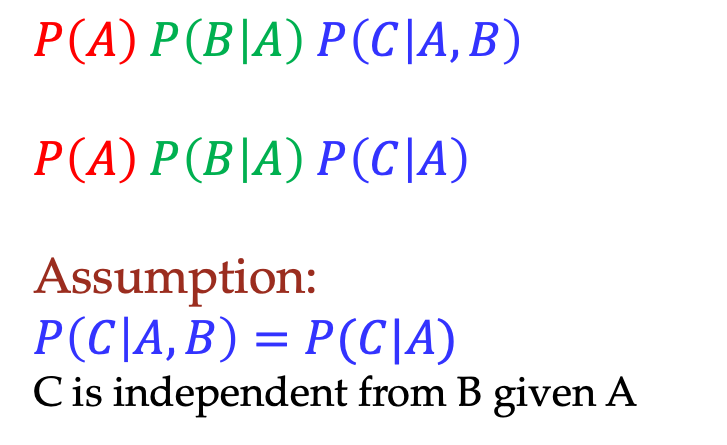 P(A) P(B|A) P(C|A, B)
P(A) P(B|A) P(C|A)
Assumption:
P(C|A, B) = P(C|A)
C is independent from B given A